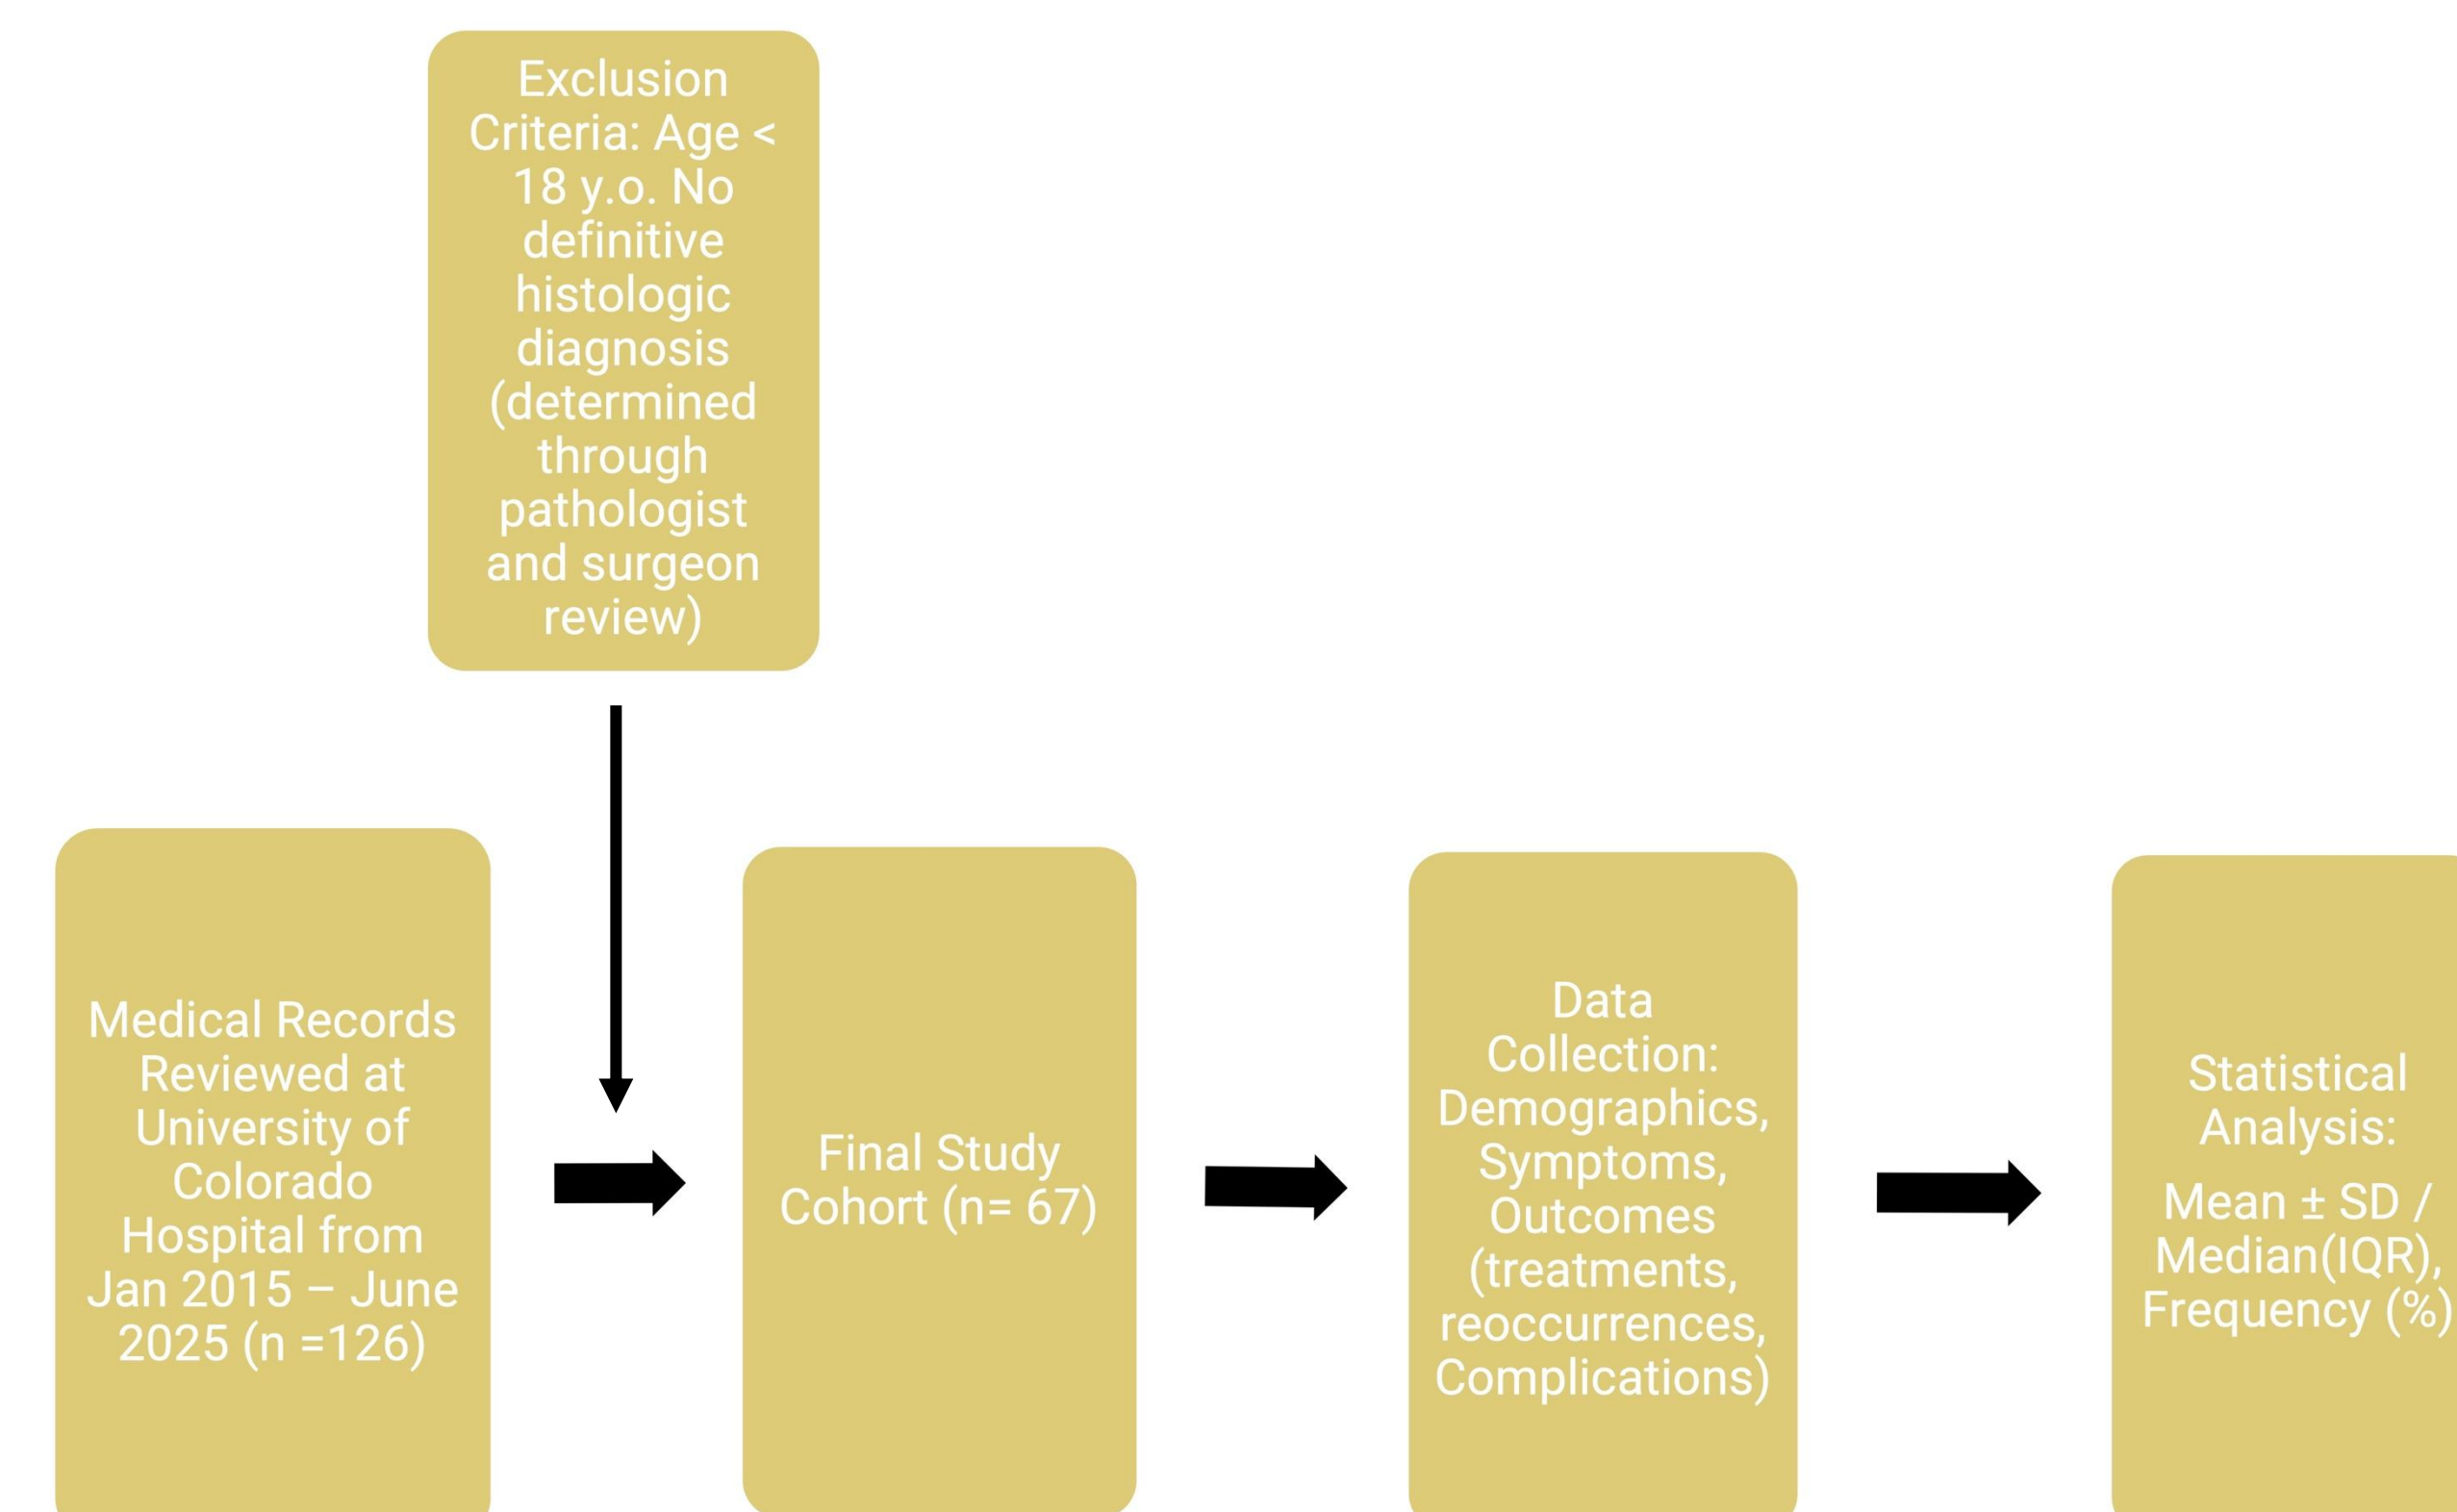 Exclusion
Criteria: Age <
18 y.o. No
definitive
histologic
diagnosis
(determined
through
pathologist
and surgeon
review)
Medical Records
Reviewed at
University of
Colorado
Hospital from
Jan 2015 – June
2025 (n =126)
Final Study
Cohort (n= 67)
Data
Collection:
Demographics,
Symptoms,
Outcomes
(treatments,
reoccurrences,
Complications)
Statistical
Analysis:
Mean ± SD /
Median(IQR),
Frequency (%)